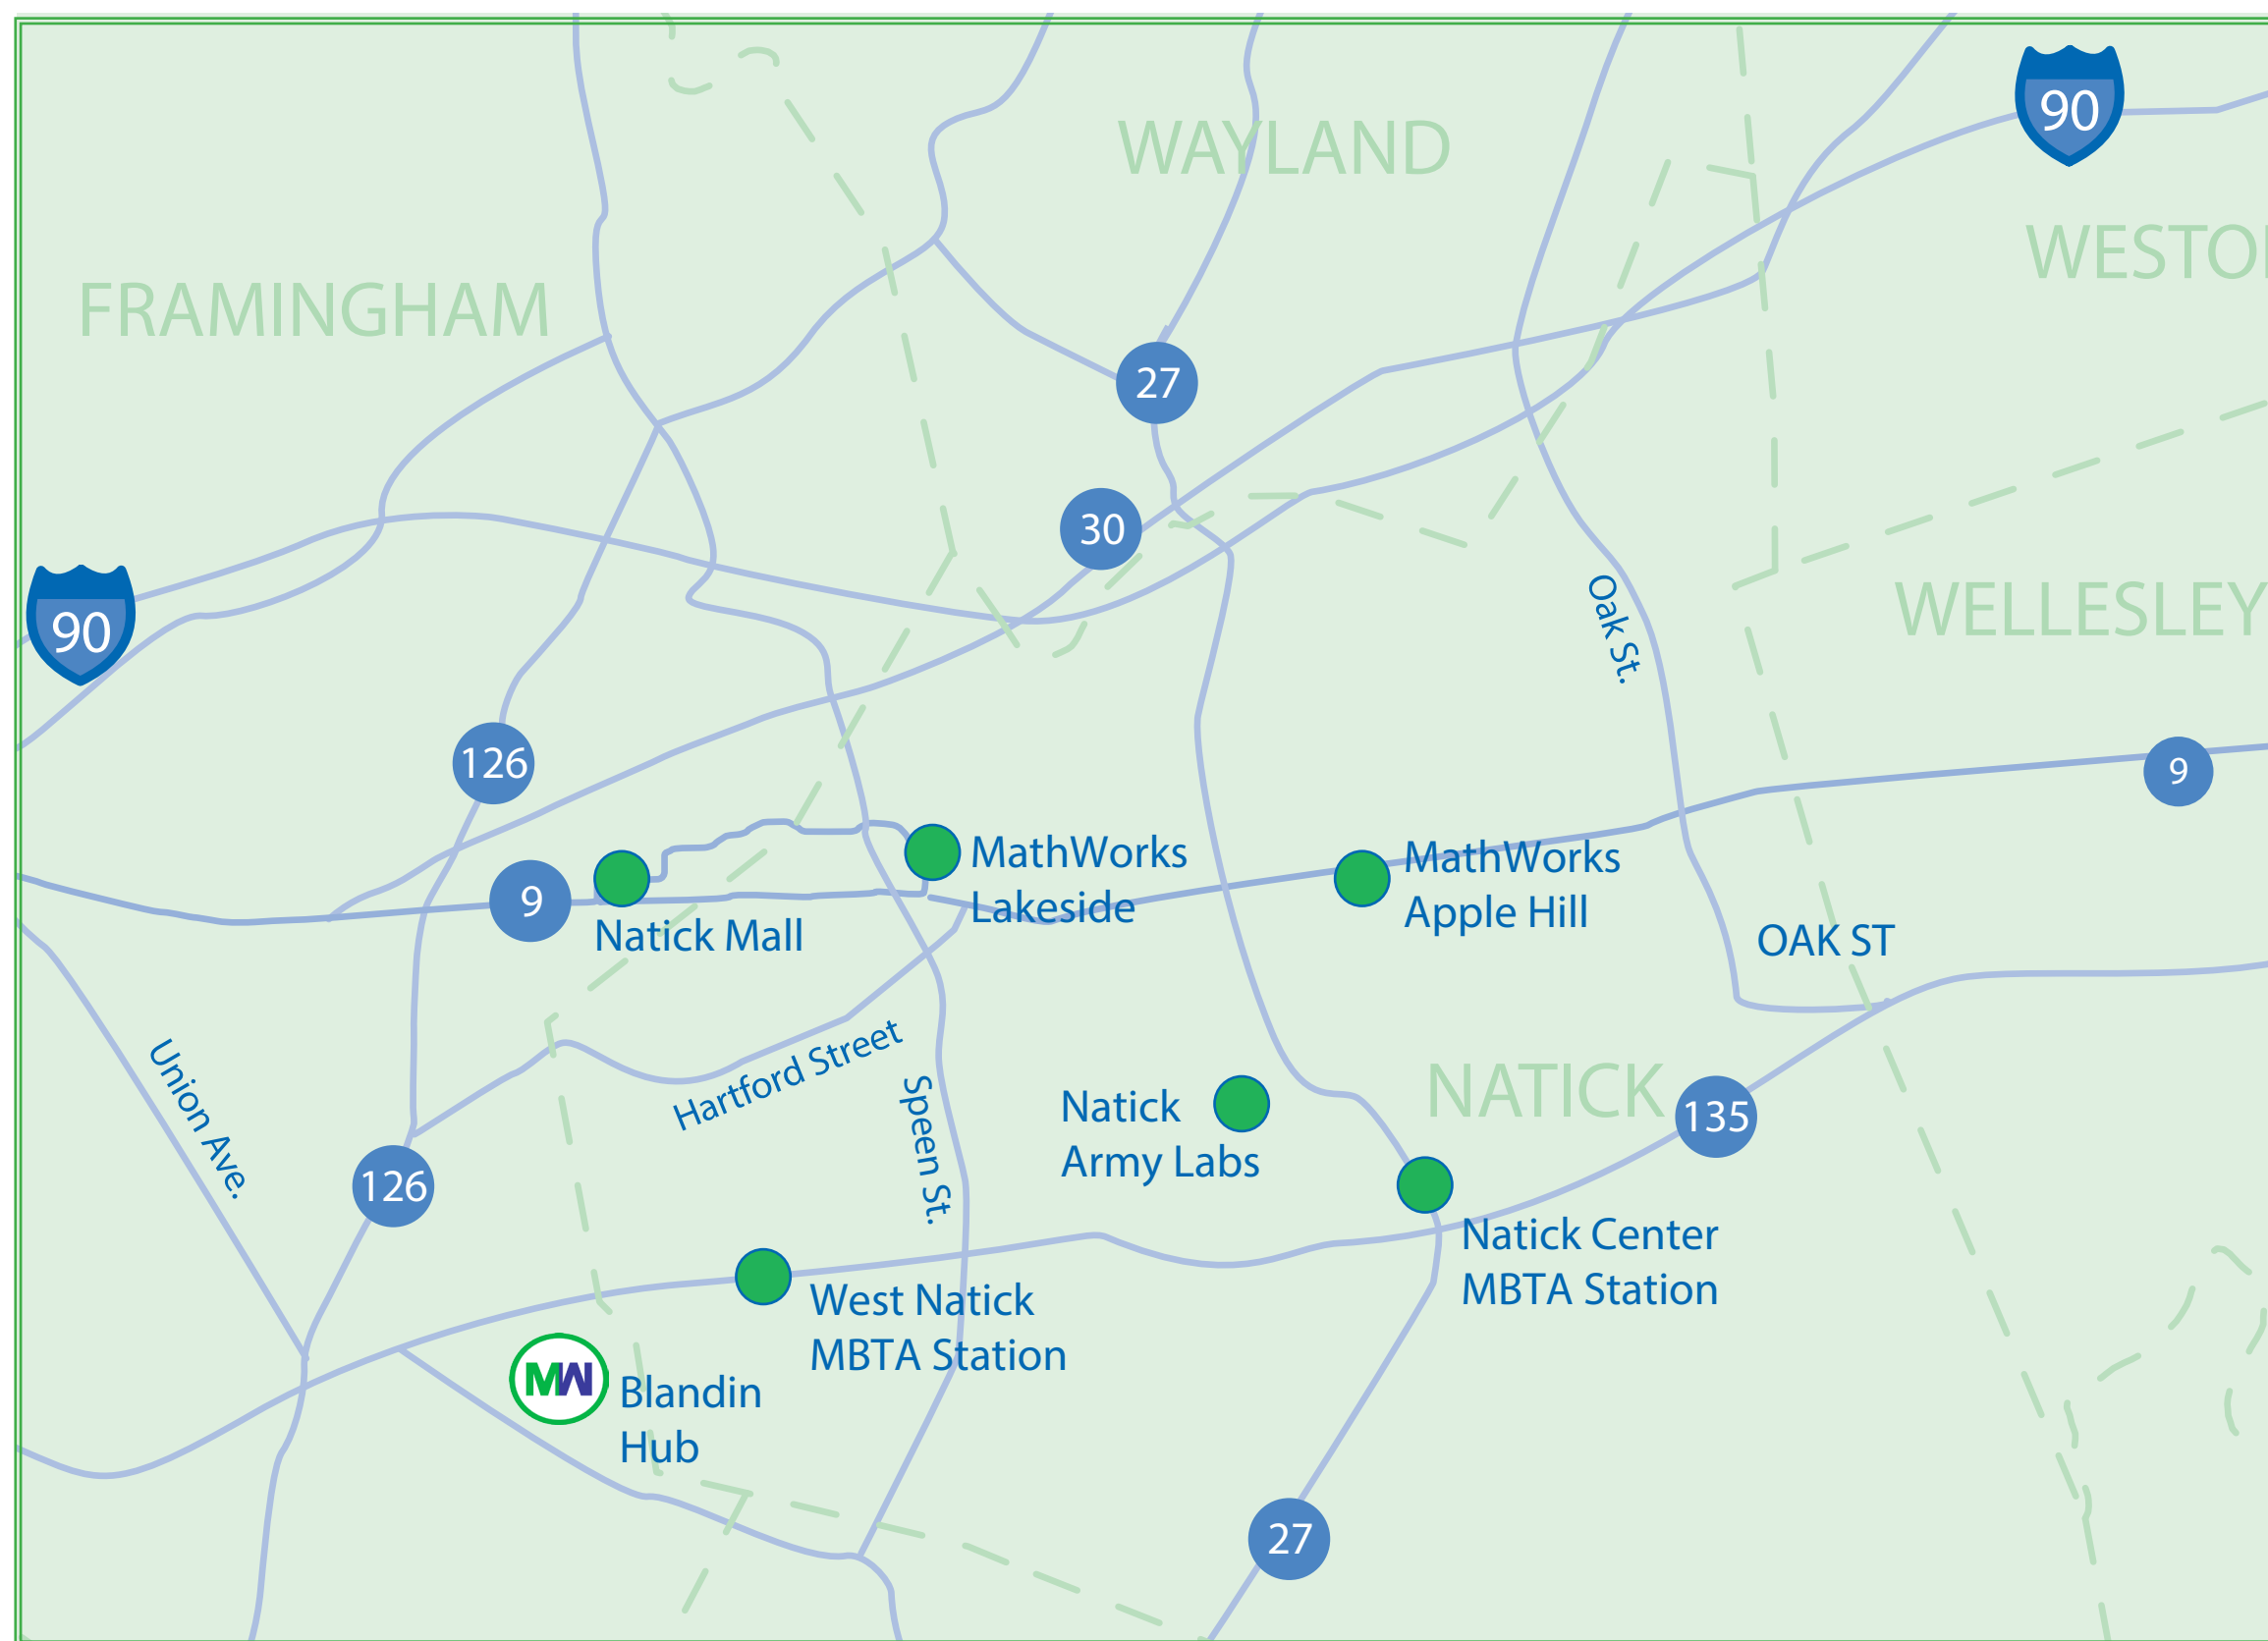 90
WAYLAND
WESTO
FRAMINGHAM
27
30
Oak St.
90
WELLESLEY
126
9
MathWorks
Lakeside
MathWorks
Apple Hill
9
Natick Mall
OAK ST
Union Ave.
Hartford Street
Speen St.
Natick
Army Labs
NATICK
135
126
Natick Center
MBTA Station
West Natick
MBTA Station
MW
Blandin
Hub
27